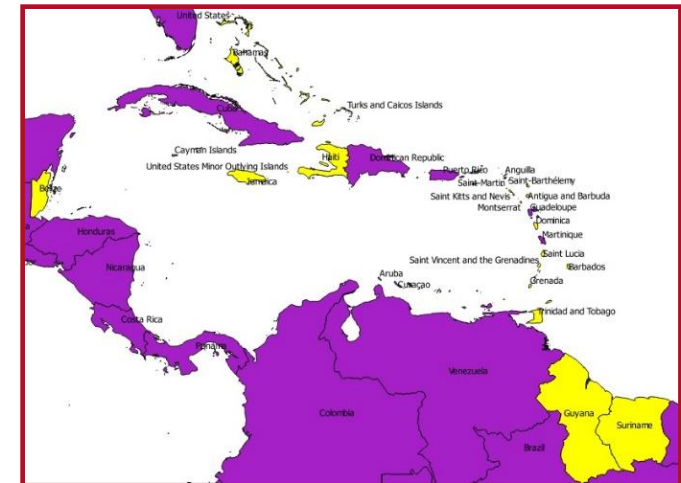 United States
Bahamas
Turks and Caicos Islands
Cuba
Cayman Islands
United States Minor Outlying Islands
Haiti
Dominican Republic
Jamaica
Puerto Rico
Anguilla
Saint-Martin
Saint-Barthélemy
Saint Kitts and Nevis
Antigua and Barbuda
Montserrat
Guadeloupe
Dominica
Martinique
Saint Lucia
Saint Vincent and the Grenadines
Barbados
Grenada
Aruba
Curaçao
Trinidad and Tobago
Belize
Honduras
Nicaragua
Costa Rica
Panama
Venezuela
Colombia
Guyana
Suriname
Brazil